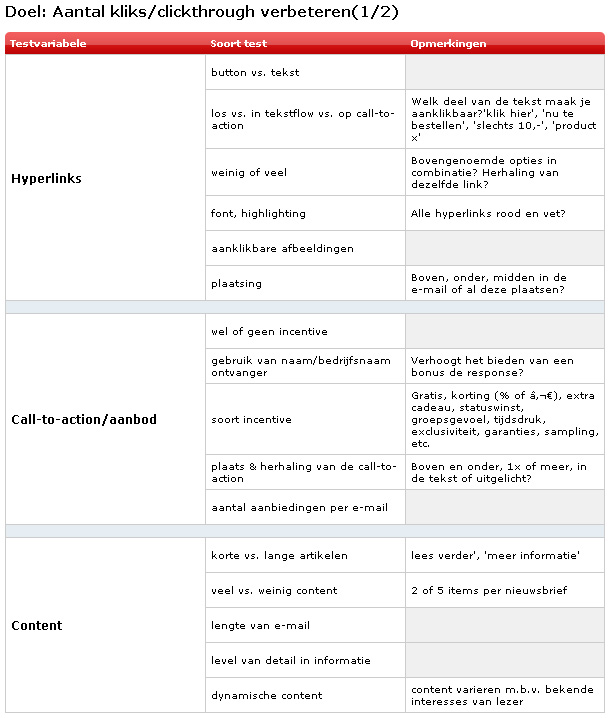 Doel: Aantal kliks/clickthrough verbeteren(1/2)
Testvariabele Soort test Opmerkingen
Hyperlinks
button vs. tekst
los vs. in tekstflow vs. op call-to-
action
Welk deel van de tekst maak je
aanklikbaar?'klik hier', 'nu te
bestellen', 'slechts 10,-', 'product
x'
weinig of veel
Bovengenoemde opties in
combinatie? Herhaling van
dezelfde link?
font, highlighting
Alle hyperlinks rood en vet?
aanklikbare afbeeldingen
plaatsing
Boven, onder, midden in de
e-mail of al deze plaatsen?
Call-to-action/aanbod
wel of geen incentive
gebruik van naam/bedrijfsnaam
ontvanger
Verhoogt het bieden van een
bonus de response?
soort incentive
Gratis, korting (% of â‚¬€), extra
cadeau, statuswinst,
groepsgevoel, tijdsdruk,
exclusiviteit, garanties, sampling,
etc.
plaats & herhaling van de call-to-
action
Boven en onder, 1x of meer, in
de tekst of uitgelicht?
aantal aanbiedingen per e-mail
Content
korte vs. lange artikelen
lees verder', 'meer informatie'
veel vs. weinig content
2 of 5 items per nieuwsbrief
lengte van e-mail
level van detail in informatie
dynamische content
content varieren m.b.v. bekende
interesses van lezer